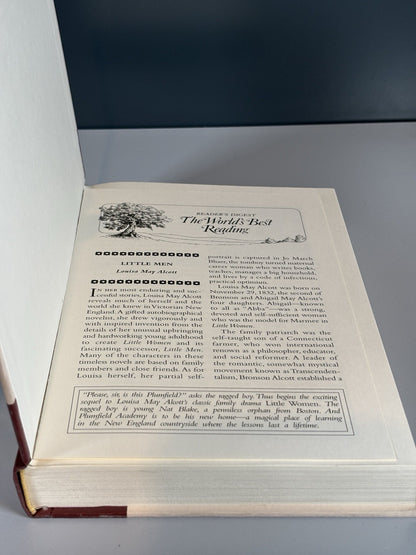 READER'S DIGEST
The World's Best
Reading
LITTLE MEN
Louisa May Alcott
IN HER most enduring and suc-
cessful stories, Louisa May Alcott
reveals much of herself and the
world she knew in Victorian New
England. A gifted autobiographical
novelist, she drew vigorously and
with inspired invention from the
details of her unusual upbringing
and hardworking young adulthood
to create Little Women and its
fascinating successor, Little Men.
Many of the characters in these
timeless novels are based on family
members and close friends. As for
Louisa herself, her partial self-
portrait is captured in Jo March
Bhaer, the tomboy turned maternal
career woman who writes books,
teaches, manages a big household,
and lives by a code of infectious,
practical optimism.
Louisa May Alcott was born on
November 29, 1832, the second of
Bronson and Abigail May Alcott's
four daughters. Abigail—known
to all as "Abba"—was a strong,
devoted and self-sufficient woman
who was the model for Marmee in
Little Women.
The family patriarch was the
self-taught son of a Connecticut
farmer, who won international
renown as a philosopher, educator,
and social reformer. A leader of
the romantic, somewhat mystical
movement known as Transcenden-
talism, Bronson Alcott established a
"Please, sir, is this Plumfield?" asks the ragged boy. Thus begins the exciting
sequel to Louisa May Alcott's classic family drama Little Women. The
ragged boy is young Nat Blake, a penniless orphan from Boston. And
Plumfield Academy is to be his new home—a magical place of learning
in the New England countryside where the lessons last a lifetime.